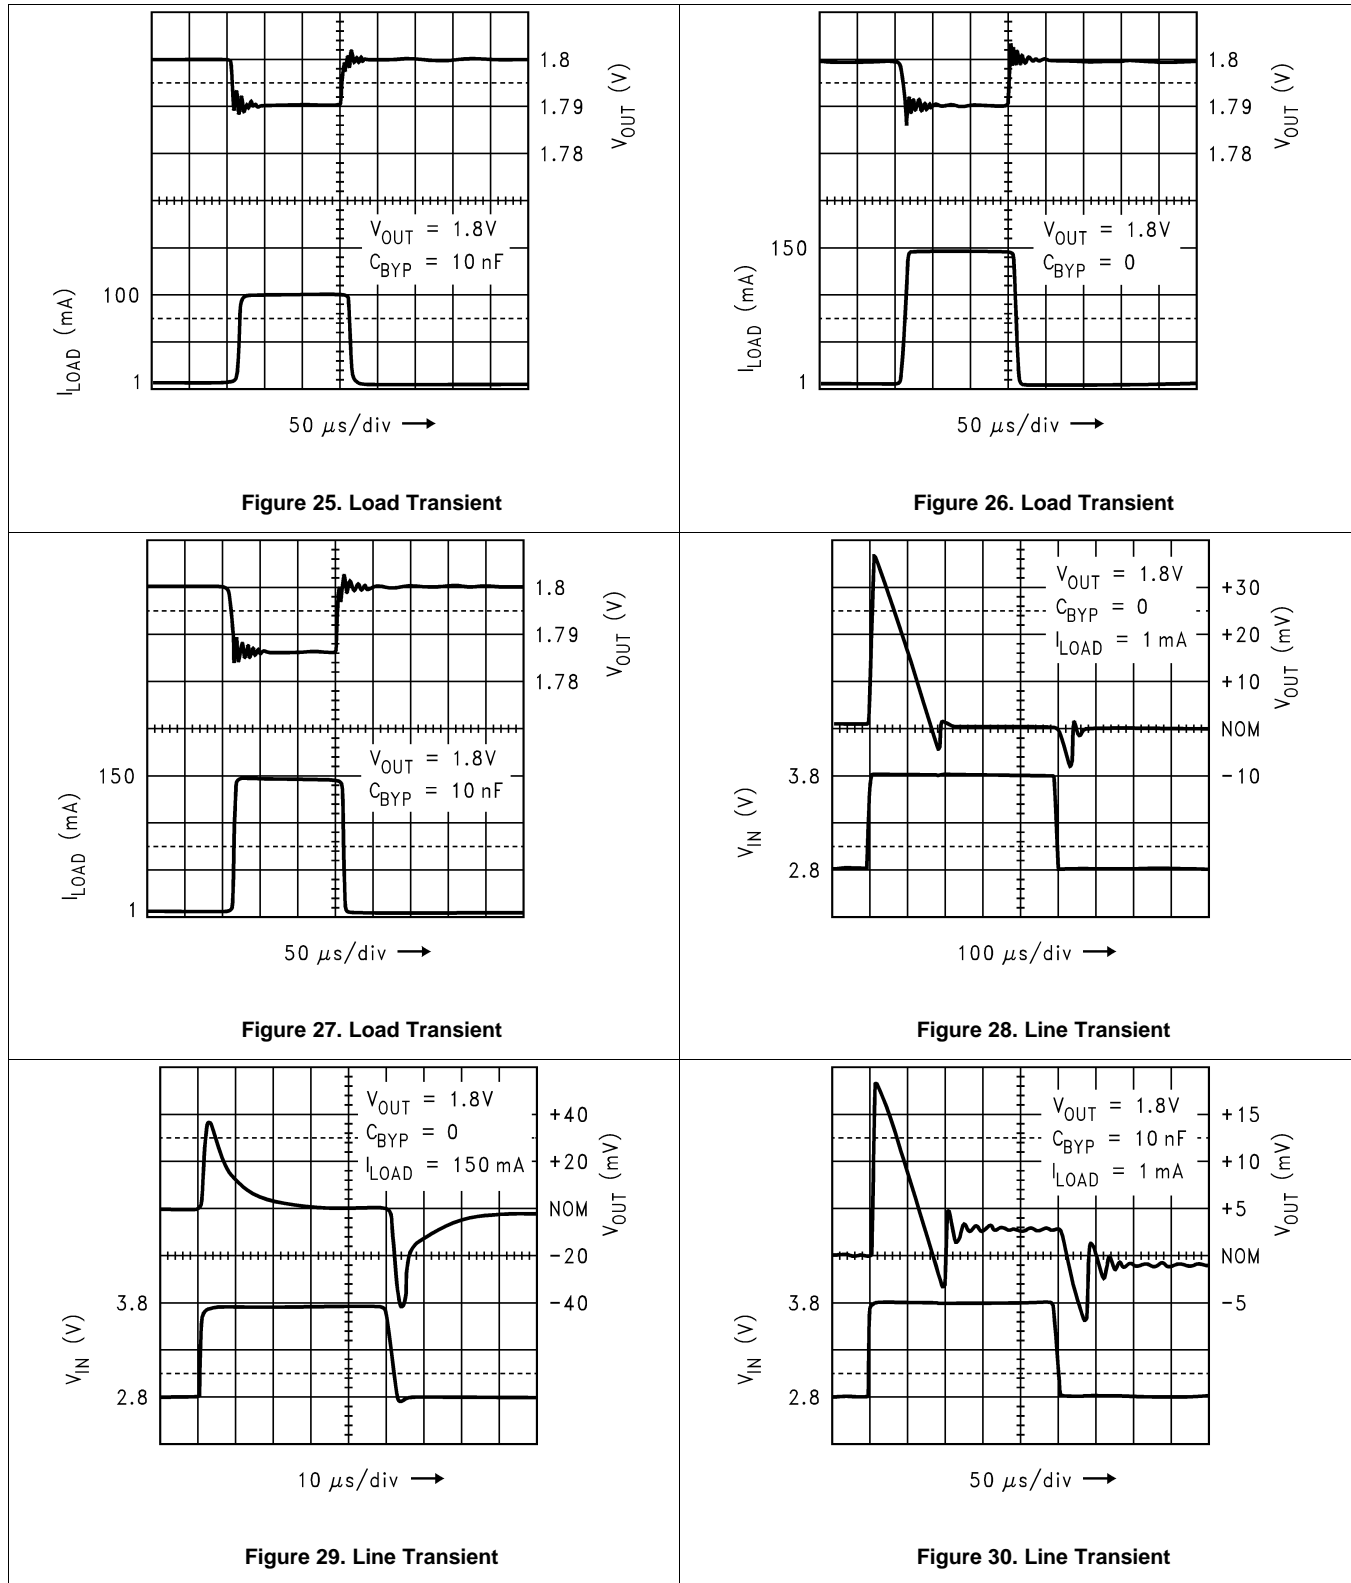 1.8
1.79
1.78
V_OUT (V)
V_OUT = 1.8V
C_BYP = 10 nF
100
1
I_LOAD (mA)
50 μs/div →
Figure 25. Load Transient
1.8
1.79
1.78
V_OUT (V)
V_OUT = 1.8V
C_BYP = 0
150
1
I_LOAD (mA)
50 μs/div →
Figure 26. Load Transient
1.8
1.79
1.78
V_OUT (V)
V_OUT = 1.8V
C_BYP = 10 nF
150
1
I_LOAD (mA)
50 μs/div →
Figure 27. Load Transient
V_OUT = 1.8V
C_BYP = 0
I_LOAD = 1 mA
+30
+20
+10
NOM
-10
V_OUT (mV)
3.8
2.8
V_IN (V)
100 μs/div →
Figure 28. Line Transient
V_OUT = 1.8V
C_BYP = 0
I_LOAD = 150 mA
+40
+20
NOM
-20
-40
V_OUT (mV)
3.8
2.8
V_IN (V)
10 μs/div →
Figure 29. Line Transient
V_OUT = 1.8V
C_BYP = 10 nF
I_LOAD = 1 mA
+15
+10
+5
NOM
-5
V_OUT (mV)
3.8
2.8
V_IN (V)
50 μs/div →
Figure 30. Line Transient